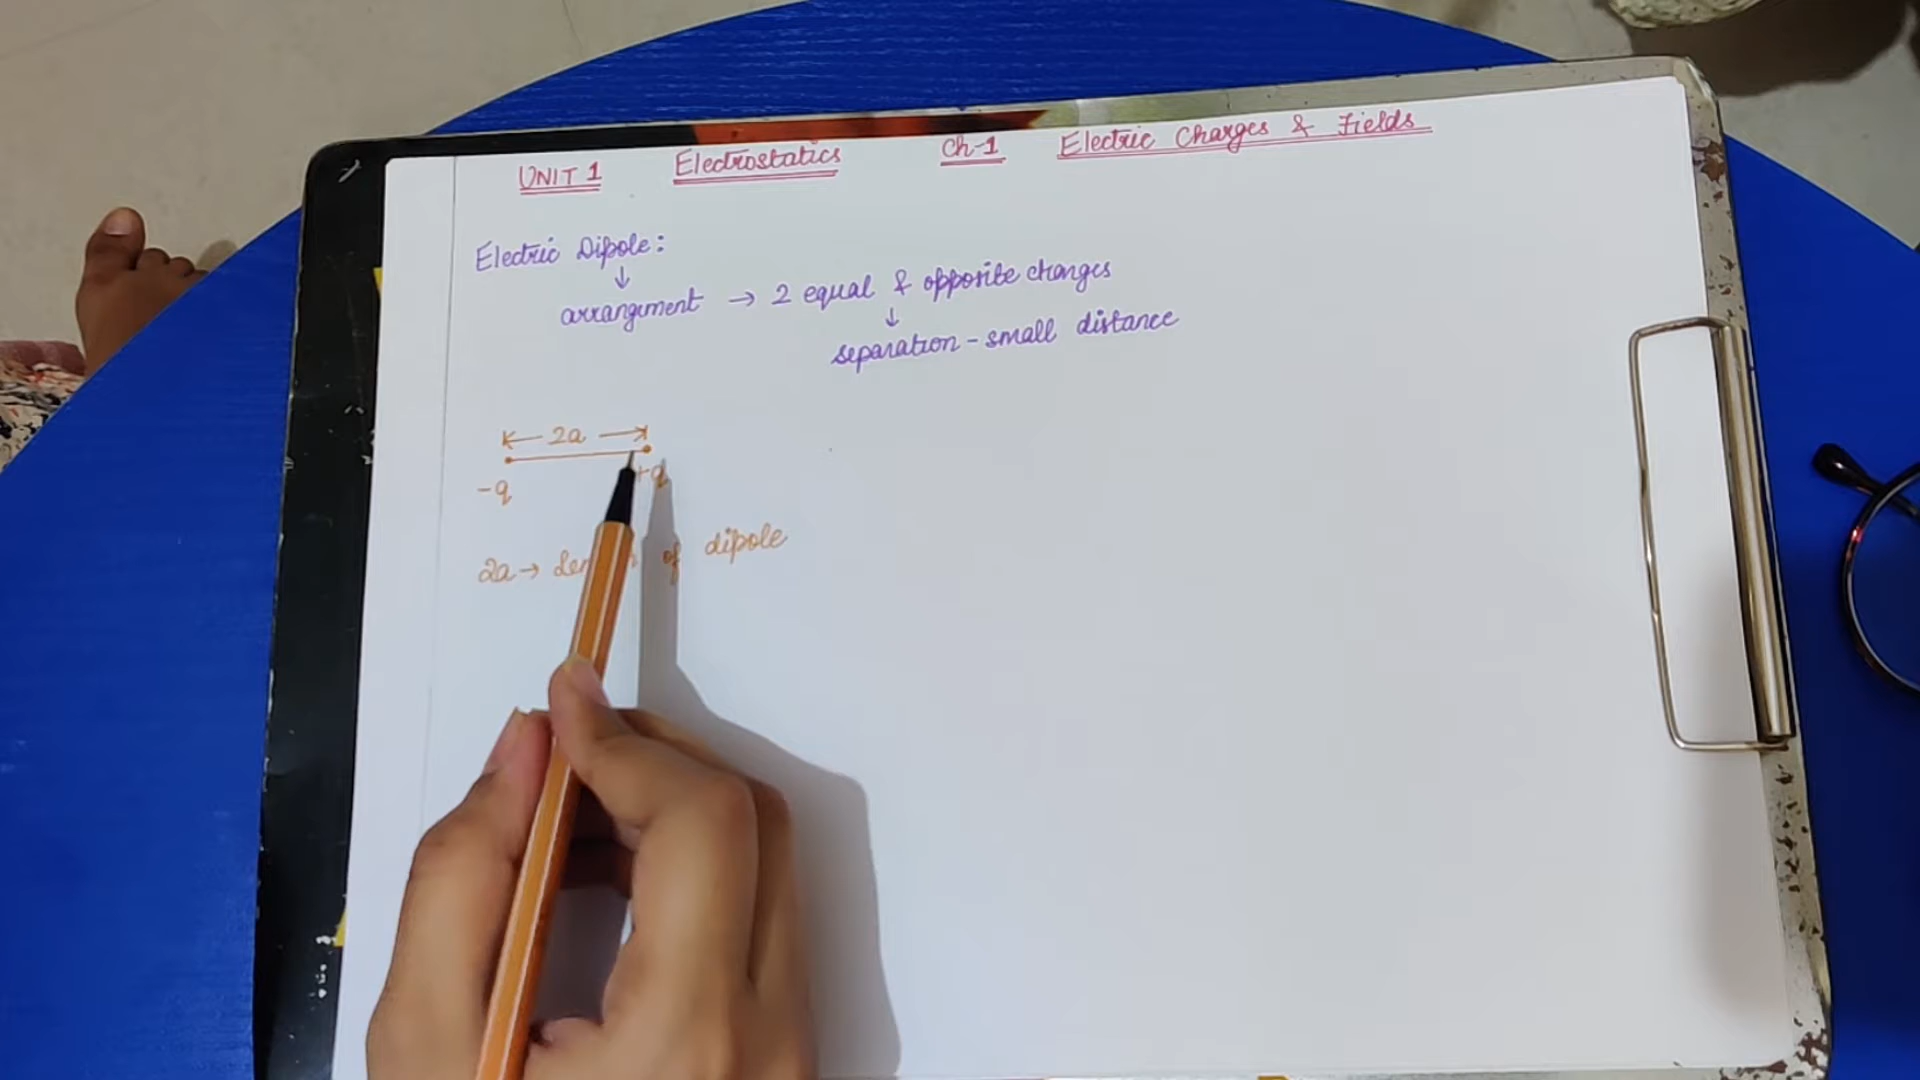 UNIT 1 Electrostatics Ch-1 Electric Charges & Fields
Electric Dipole:
↓
arrangement → 2 equal & opposite charges
↓
separation - small distance
2a
-q +q
2a → of dipole